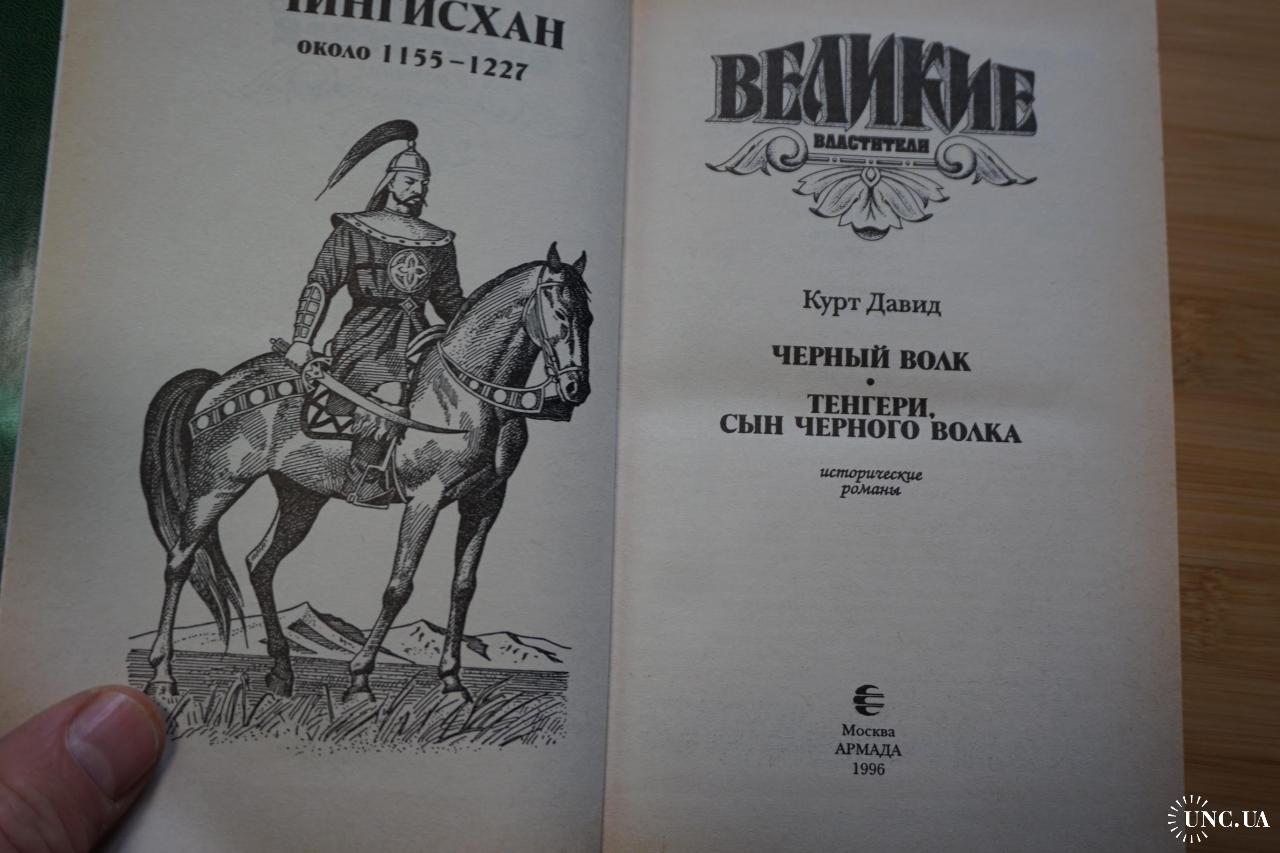 ЧИНГИСХАН
около 1155 – 1227
ВЕЛИКИЕ
ВЛАСТИТЕЛИ
Курт Давид
ЧЕРНЫЙ ВОЛК
•
ТЕНГЕРИ,
СЫН ЧЕРНОГО ВОЛКА
исторические
романы
Москва
АРМАДА
1996
UNC.UA